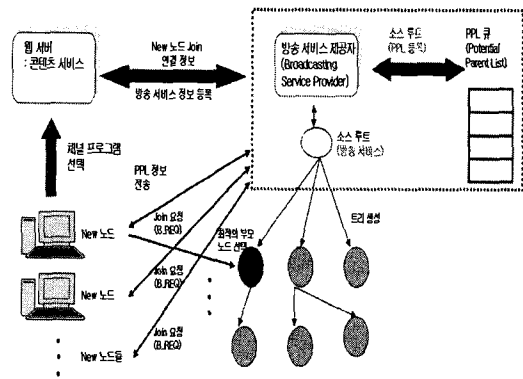 웹 서버
: 콘텐츠 서비스
New 노드 Join
연결 정보
방송 서비스 정보 등록
방송 서비스 제공자
(Broadcasting
Service Provider)
소스 루트
(PPL 등록)
PPL 큐
(Potential
Parent List)
소스 루트
(방송 서비스)
채널 프로그램
선택
PPL 정보
전송
Join 요청
(B_REQ)
최적의 부모
노드 선택
트리 생성
New 노드
Join 요청
(B_REQ)
New 노드
Join 요청
(B_REQ)
New 노드들